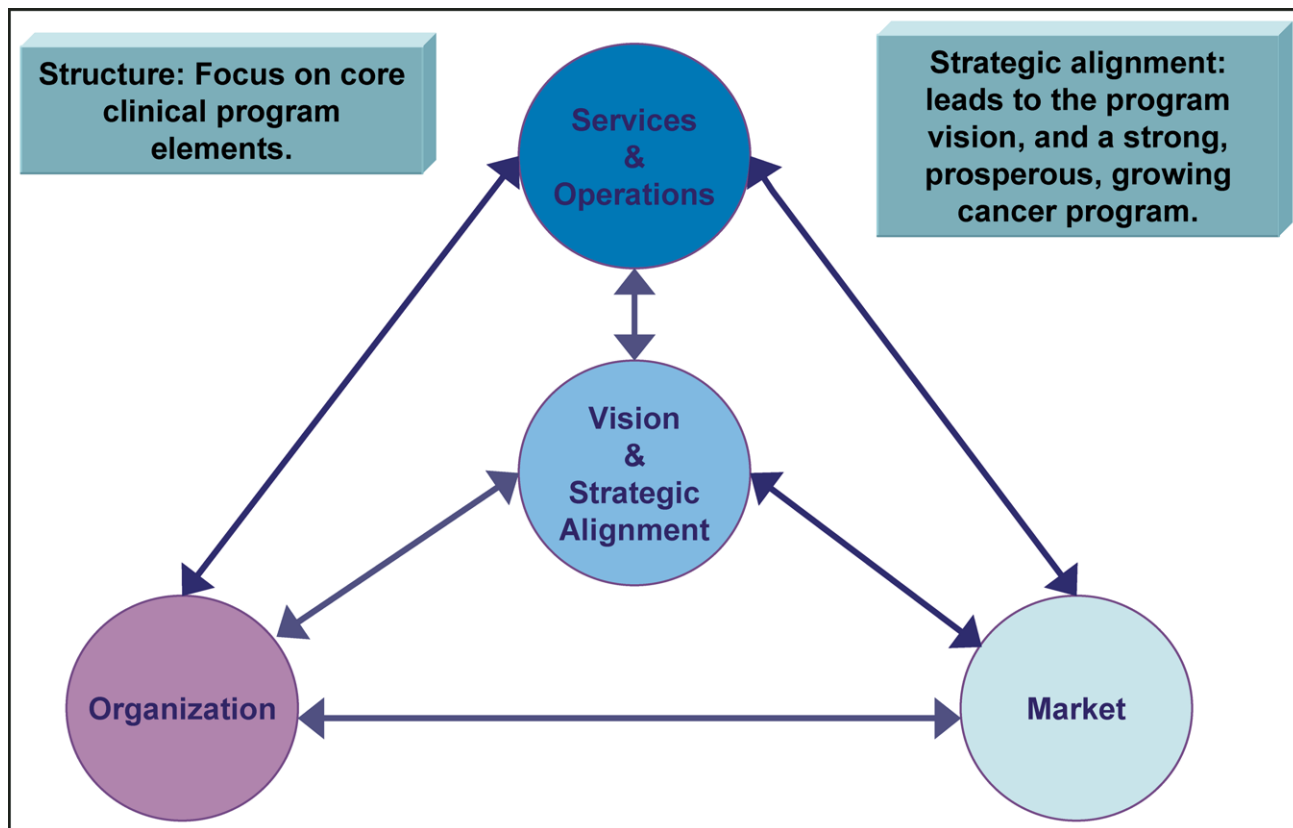 Structure: Focus on core
clinical program
elements.
Strategic alignment:
leads to the program
vision, and a strong,
prosperous, growing
cancer program.
Services
&
Operations
Vision
&
Strategic
Alignment
Organization
Market